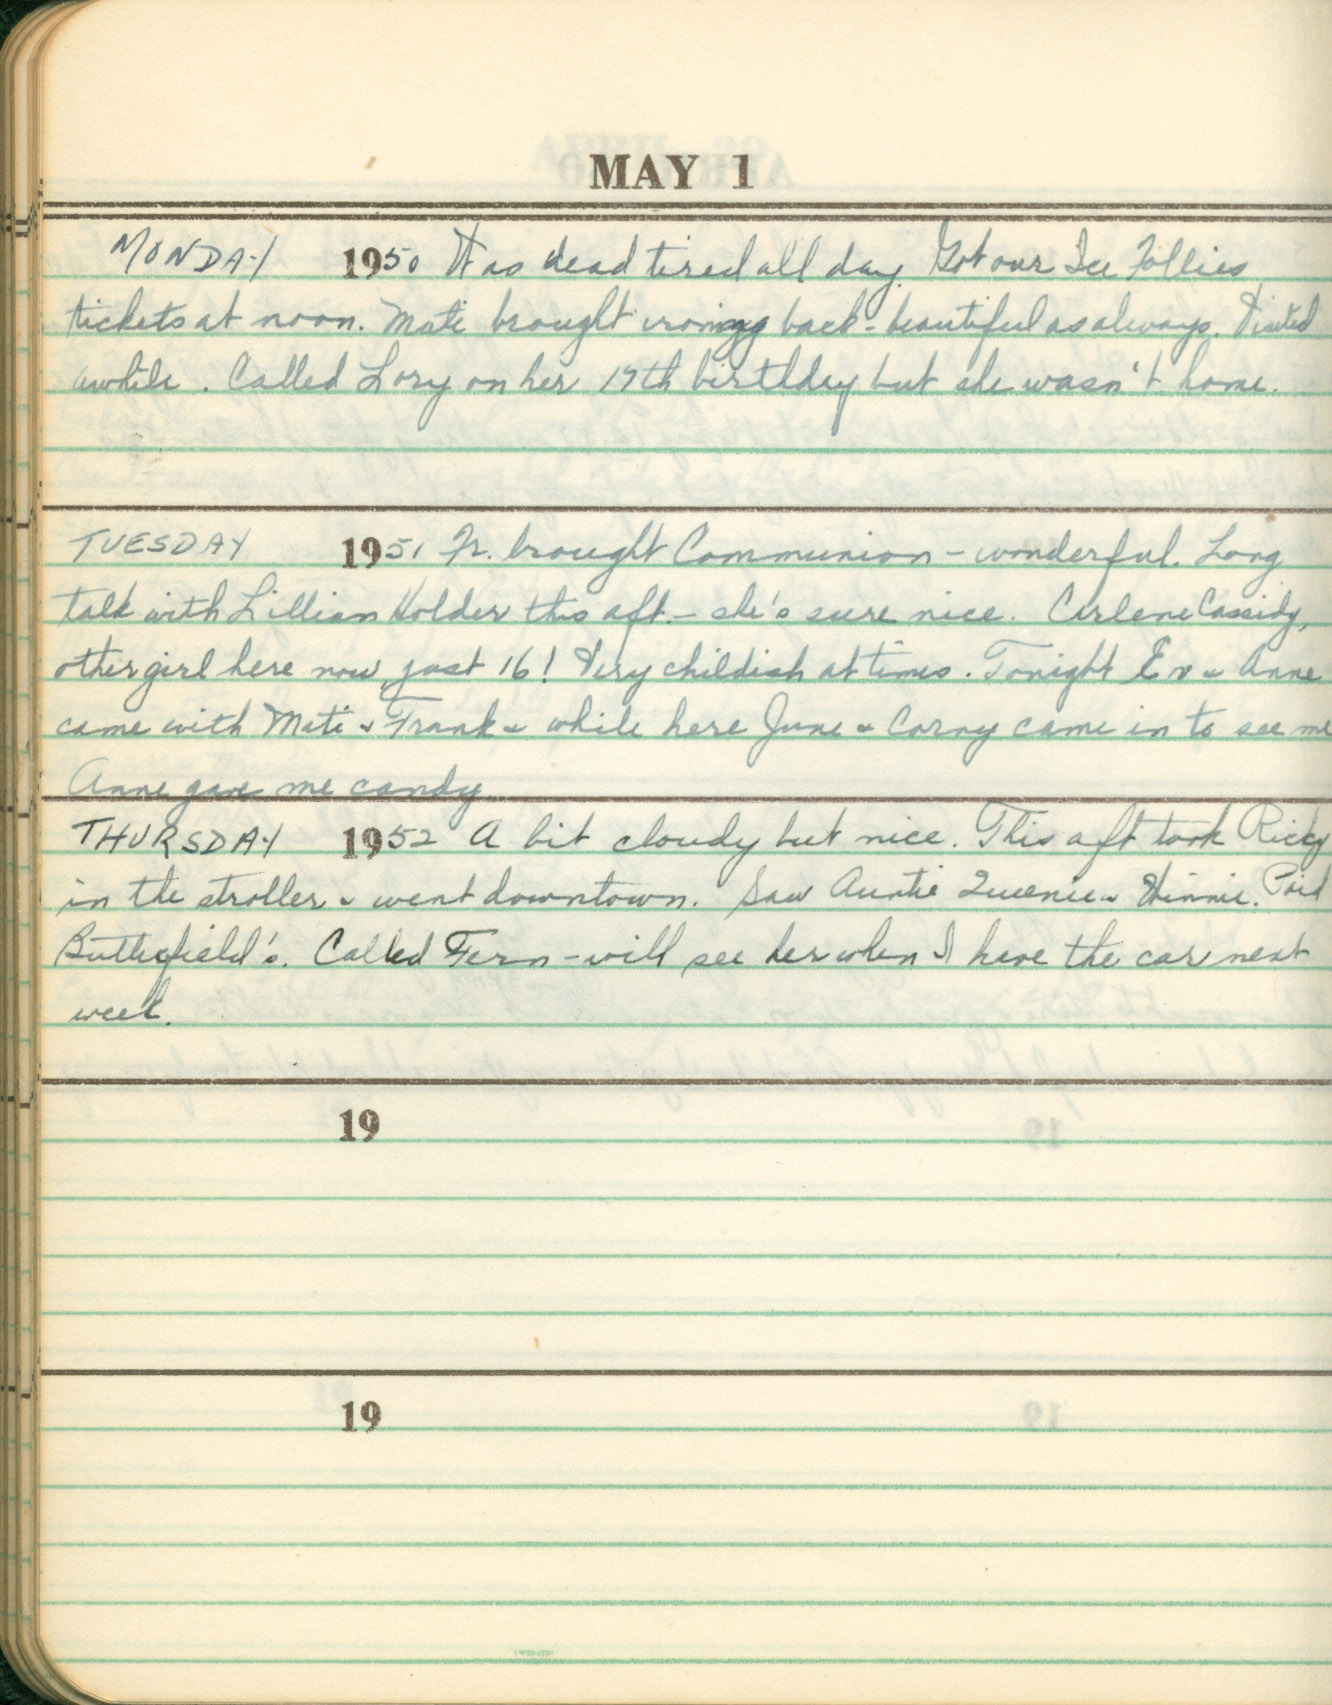 MAY 1
MONDAY 1950 Was dead tired all day. Got our Ice Follies
tickets at noon. Mati brought ironing back - beautiful as always. Visited
awhile. Called Lory on her 19th birthday but she wasn't home.
TUESDAY 1951 Fr. brought Communion - wonderful. Long
talk with Lillian Holder this aft. - she's sure nice. Carlene Cassidy,
other girl here now, just 16! Very childish at times. Tonight Ev & Anne
came with Mati & Frank & while here June & Corny came in to see me
Anne gave me candy.
THURSDAY 1952 A bit cloudy but nice. This aft took Ricky
in the stroller & went downtown. Saw Auntie Queenie & Winnie. Paid
Butterfield's. Called Fern - will see her when I have the car next
week.
19
19